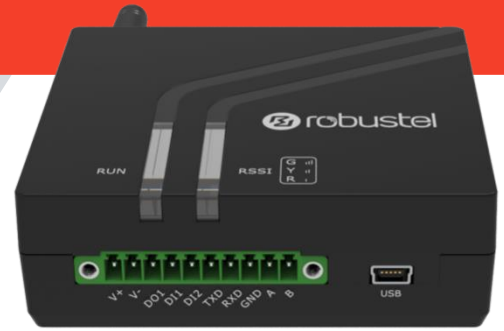 robustel
RUN
RSSI
G
Y
R
V+ V- DO1 DI1 DI2 TXD RXD GND A B
USB